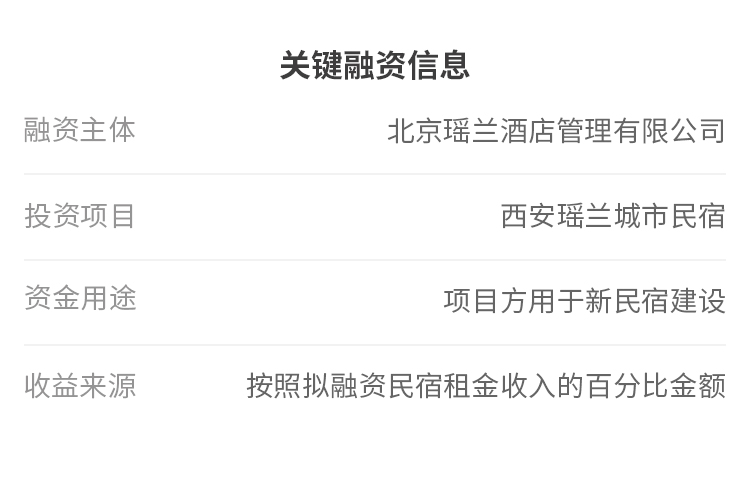 关键融资信息
融资主体 北京瑶兰酒店管理有限公司
投资项目 西安瑶兰城市民宿
资金用途 项目方用于新民宿建设
收益来源 按照拟融资民宿租金收入的百分比金额